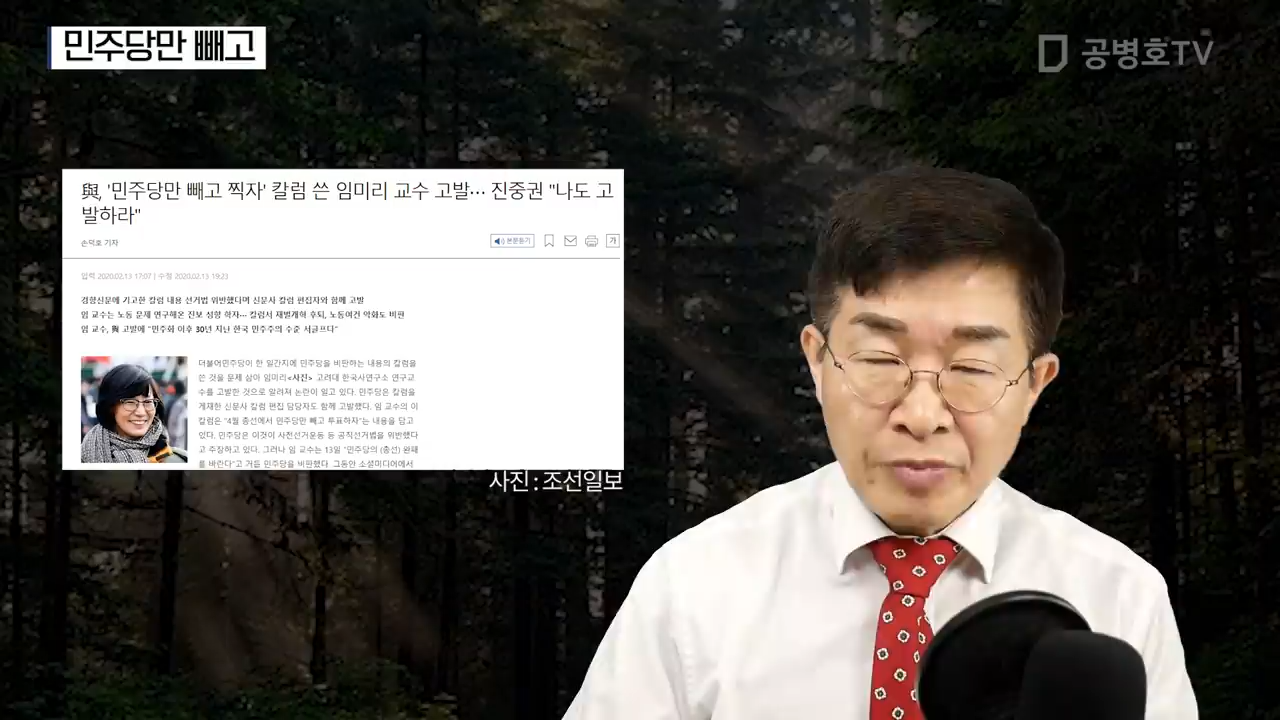 민주당만 빼고
공병호TV
與, '민주당만 빼고 찍자' 칼럼 쓴 임미리 교수 고발… 진중권 "나도 고
발하라"
손덕호 기자
본문듣기
가
입력 2020.02.13 17:07 | 수정 2020.02.13 19:23
경향신문에 기고한 칼럼 내용 선거법 위반했다며 신문사 칼럼 편집자와 함께 고발
임 교수는 노동 문제 연구해온 진보 성향 학자… 칼럼서 재벌개혁 후퇴, 노동여건 악화도 비판
임 교수, 與 고발에 "민주화 이후 30년 지난 한국 민주주의 수준 서글프다"
더불어민주당이 한 일간지에 민주당을 비판하는 내용의 칼럼을
쓴 것을 문제 삼아 임미리<사진> 고려대 한국사연구소 연구교
수를 고발한 것으로 알려져 논란이 일고 있다. 민주당은 칼럼을
게재한 신문사 칼럼 편집 담당자도 함께 고발했다. 임 교수의 이
칼럼은 "4월 총선에서 민주당만 빼고 투표하자"는 내용을 담고
있다. 민주당은 이것이 사전선거운동 등 공직선거법을 위반했다
고 주장하고 있다. 그러나 임 교수는 13일 "민주당의 (총선) 완패
를 바란다"고 거듭 민주당을 비판했다. 그동안 소셜미디어에서
사진 : 조선일보